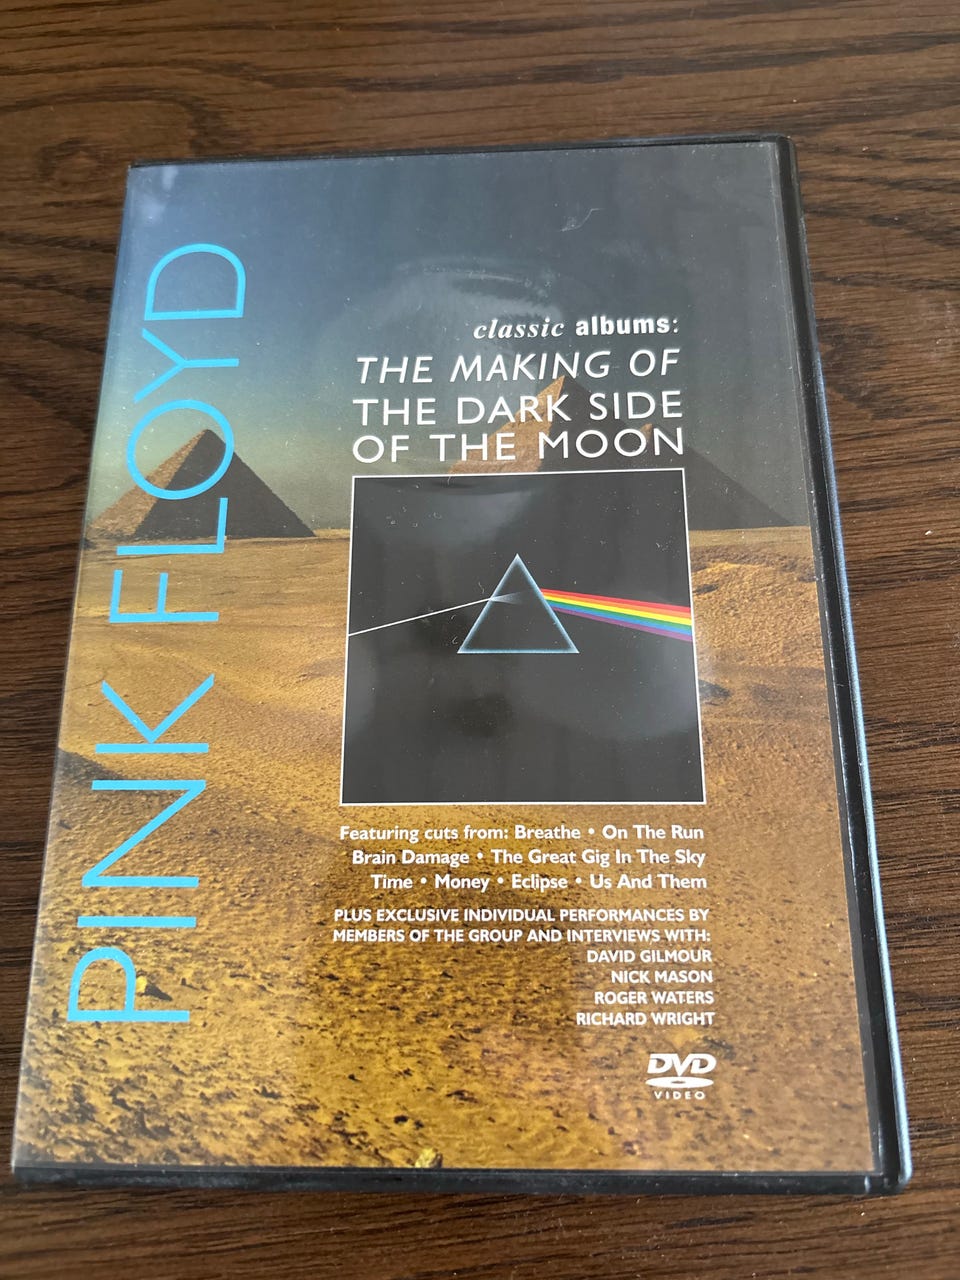 PINK FLOYD
classic albums:
THE MAKING OF
THE DARK SIDE
OF THE MOON
Featuring cuts from: Breathe • On The Run
Brain Damage • The Great Gig In The Sky
Time • Money • Eclipse • Us And Them
PLUS EXCLUSIVE INDIVIDUAL PERFORMANCES BY
MEMBERS OF THE GROUP AND INTERVIEWS WITH:
DAVID GILMOUR
NICK MASON
ROGER WATERS
RICHARD WRIGHT
DVD
VIDEO